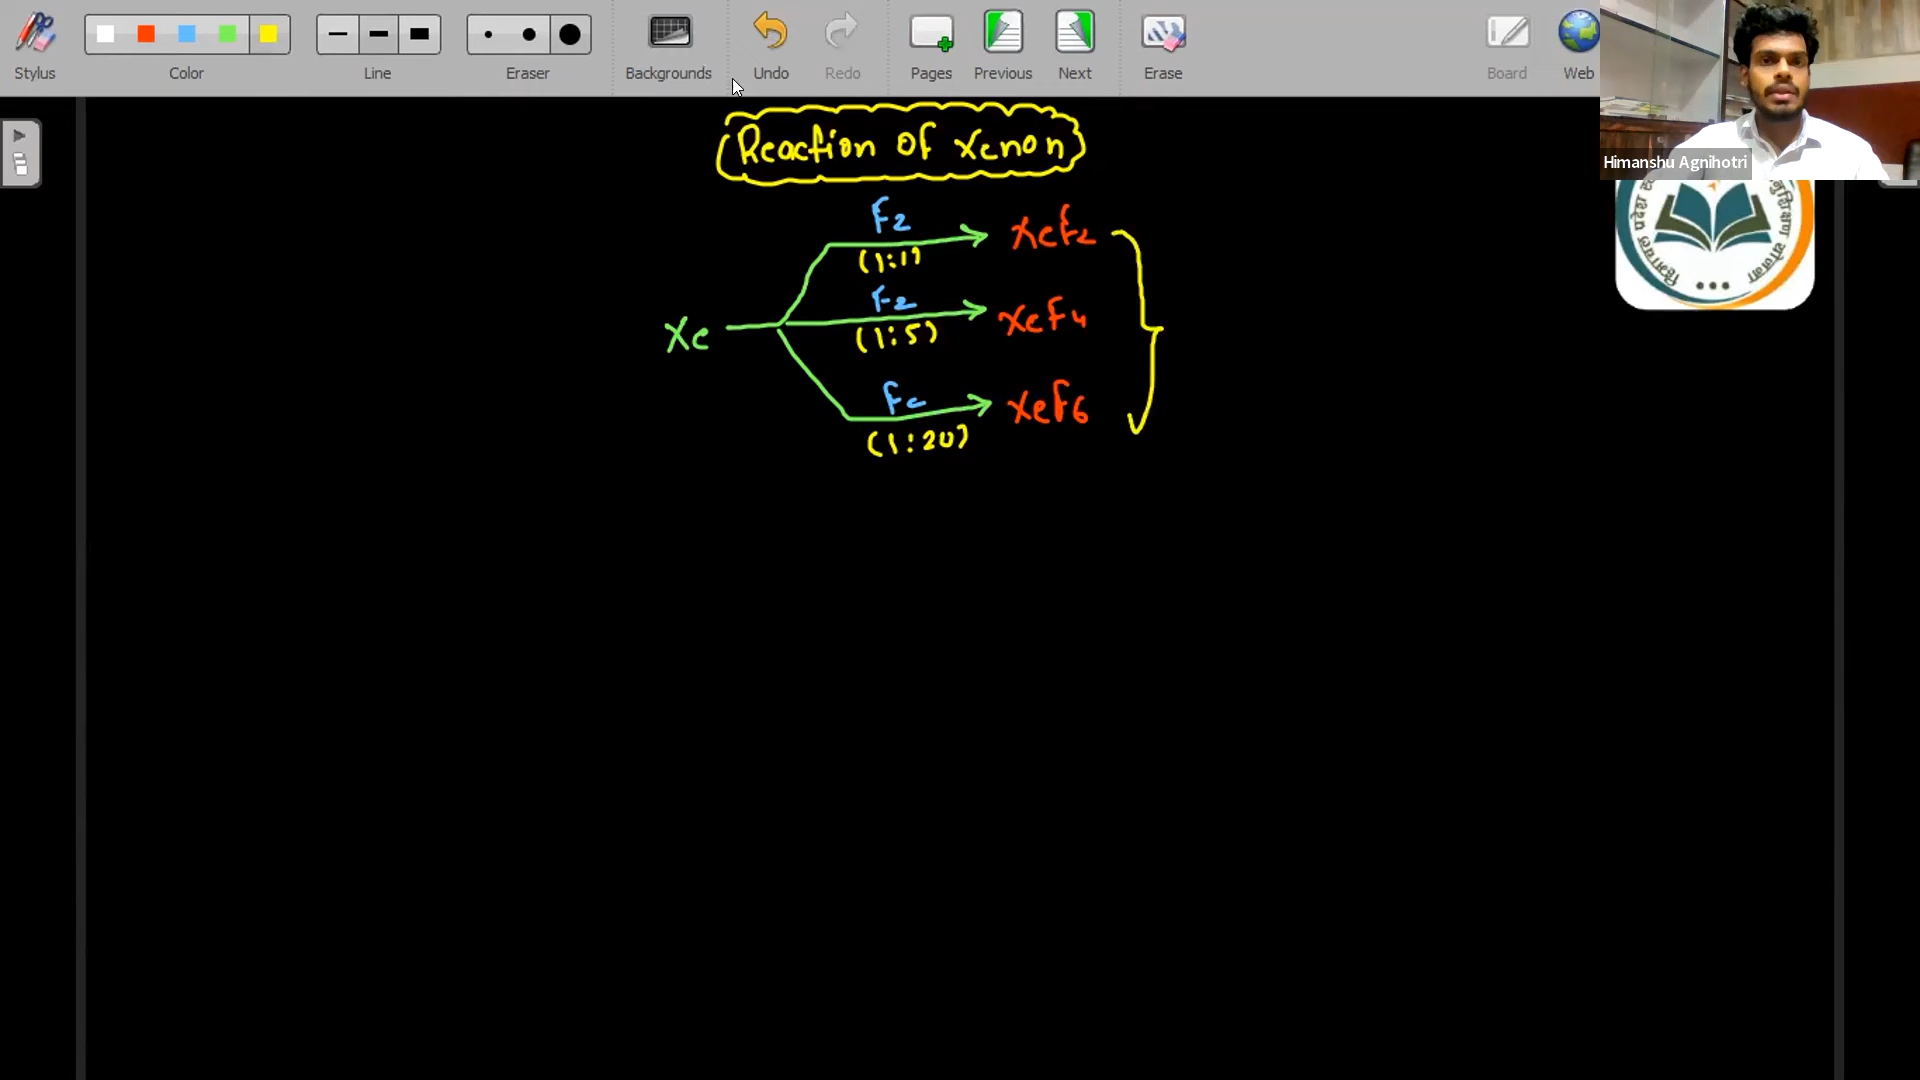 Stylus
Color
Line
Eraser
Backgrounds
Undo
Redo
Pages
Previous
Next
Erase
Board
Web
Himanshu Agnihotri
Reaction of Xenon
F2
(1:1)
XeF2
Xe
F2
(1:5)
XeF4
(1:20)
XeF6